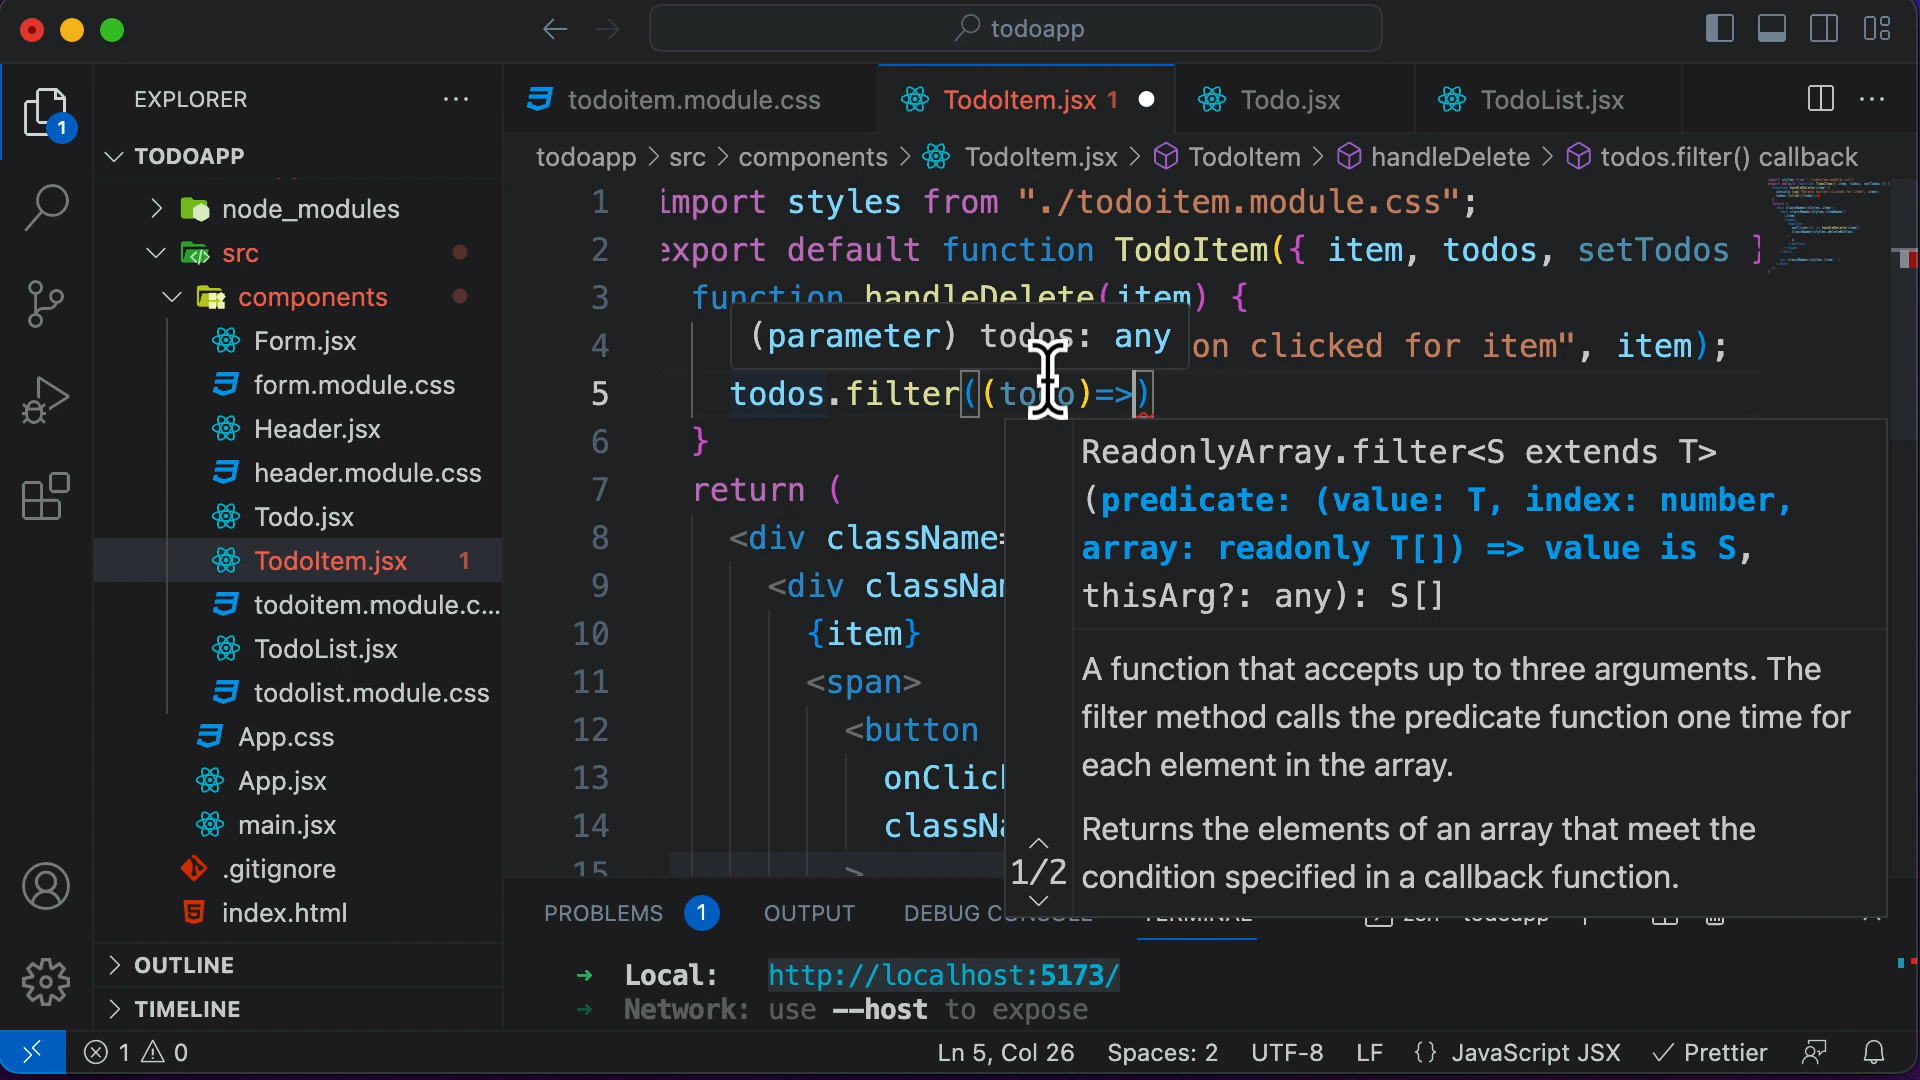 todoapp
EXPLORER
todoitem.module.css
TodoItem.jsx 1
Todo.jsx
TodoList.jsx
1
TODOAPP
todoapp > src > components > TodoItem.jsx > TodoItem > handleDelete > todos.filter() callback
node_modules
src
components
Form.jsx
form.module.css
Header.jsx
header.module.css
Todo.jsx
TodoItem.jsx 1
todoitem.module.c...
TodoList.jsx
todolist.module.css
App.css
App.jsx
main.jsx
.gitignore
index.html
OUTLINE
TIMELINE
1 import styles from "./todoitem.module.css";
2 export default function TodoItem({ item, todos, setTodos }
3 function handleDelete(item) {
(parameter) todos: any
4 on clicked for item", item);
5 todos.filter((todo)=>)
6 }
7 return (
8 <div className=
9 <div classNam
10 {item}
11 <span>
12 <button
13 onClic
14 classNa
15 >
ReadonlyArray.filter<S extends T>
(predicate: (value: T, index: number,
array: readonly T[]) => value is S,
thisArg?: any): S[]
A function that accepts up to three arguments. The
filter method calls the predicate function one time for
each element in the array.
Returns the elements of an array that meet the
condition specified in a callback function.
1/2
PROBLEMS 1
OUTPUT
DEBUG CONSOLE
TERMINAL
zsh - todoapp
➜ Local: http://localhost:5173/
➜ Network: use --host to expose
1 0
Ln 5, Col 26
Spaces: 2
UTF-8
LF
{} JavaScript JSX
Prettier